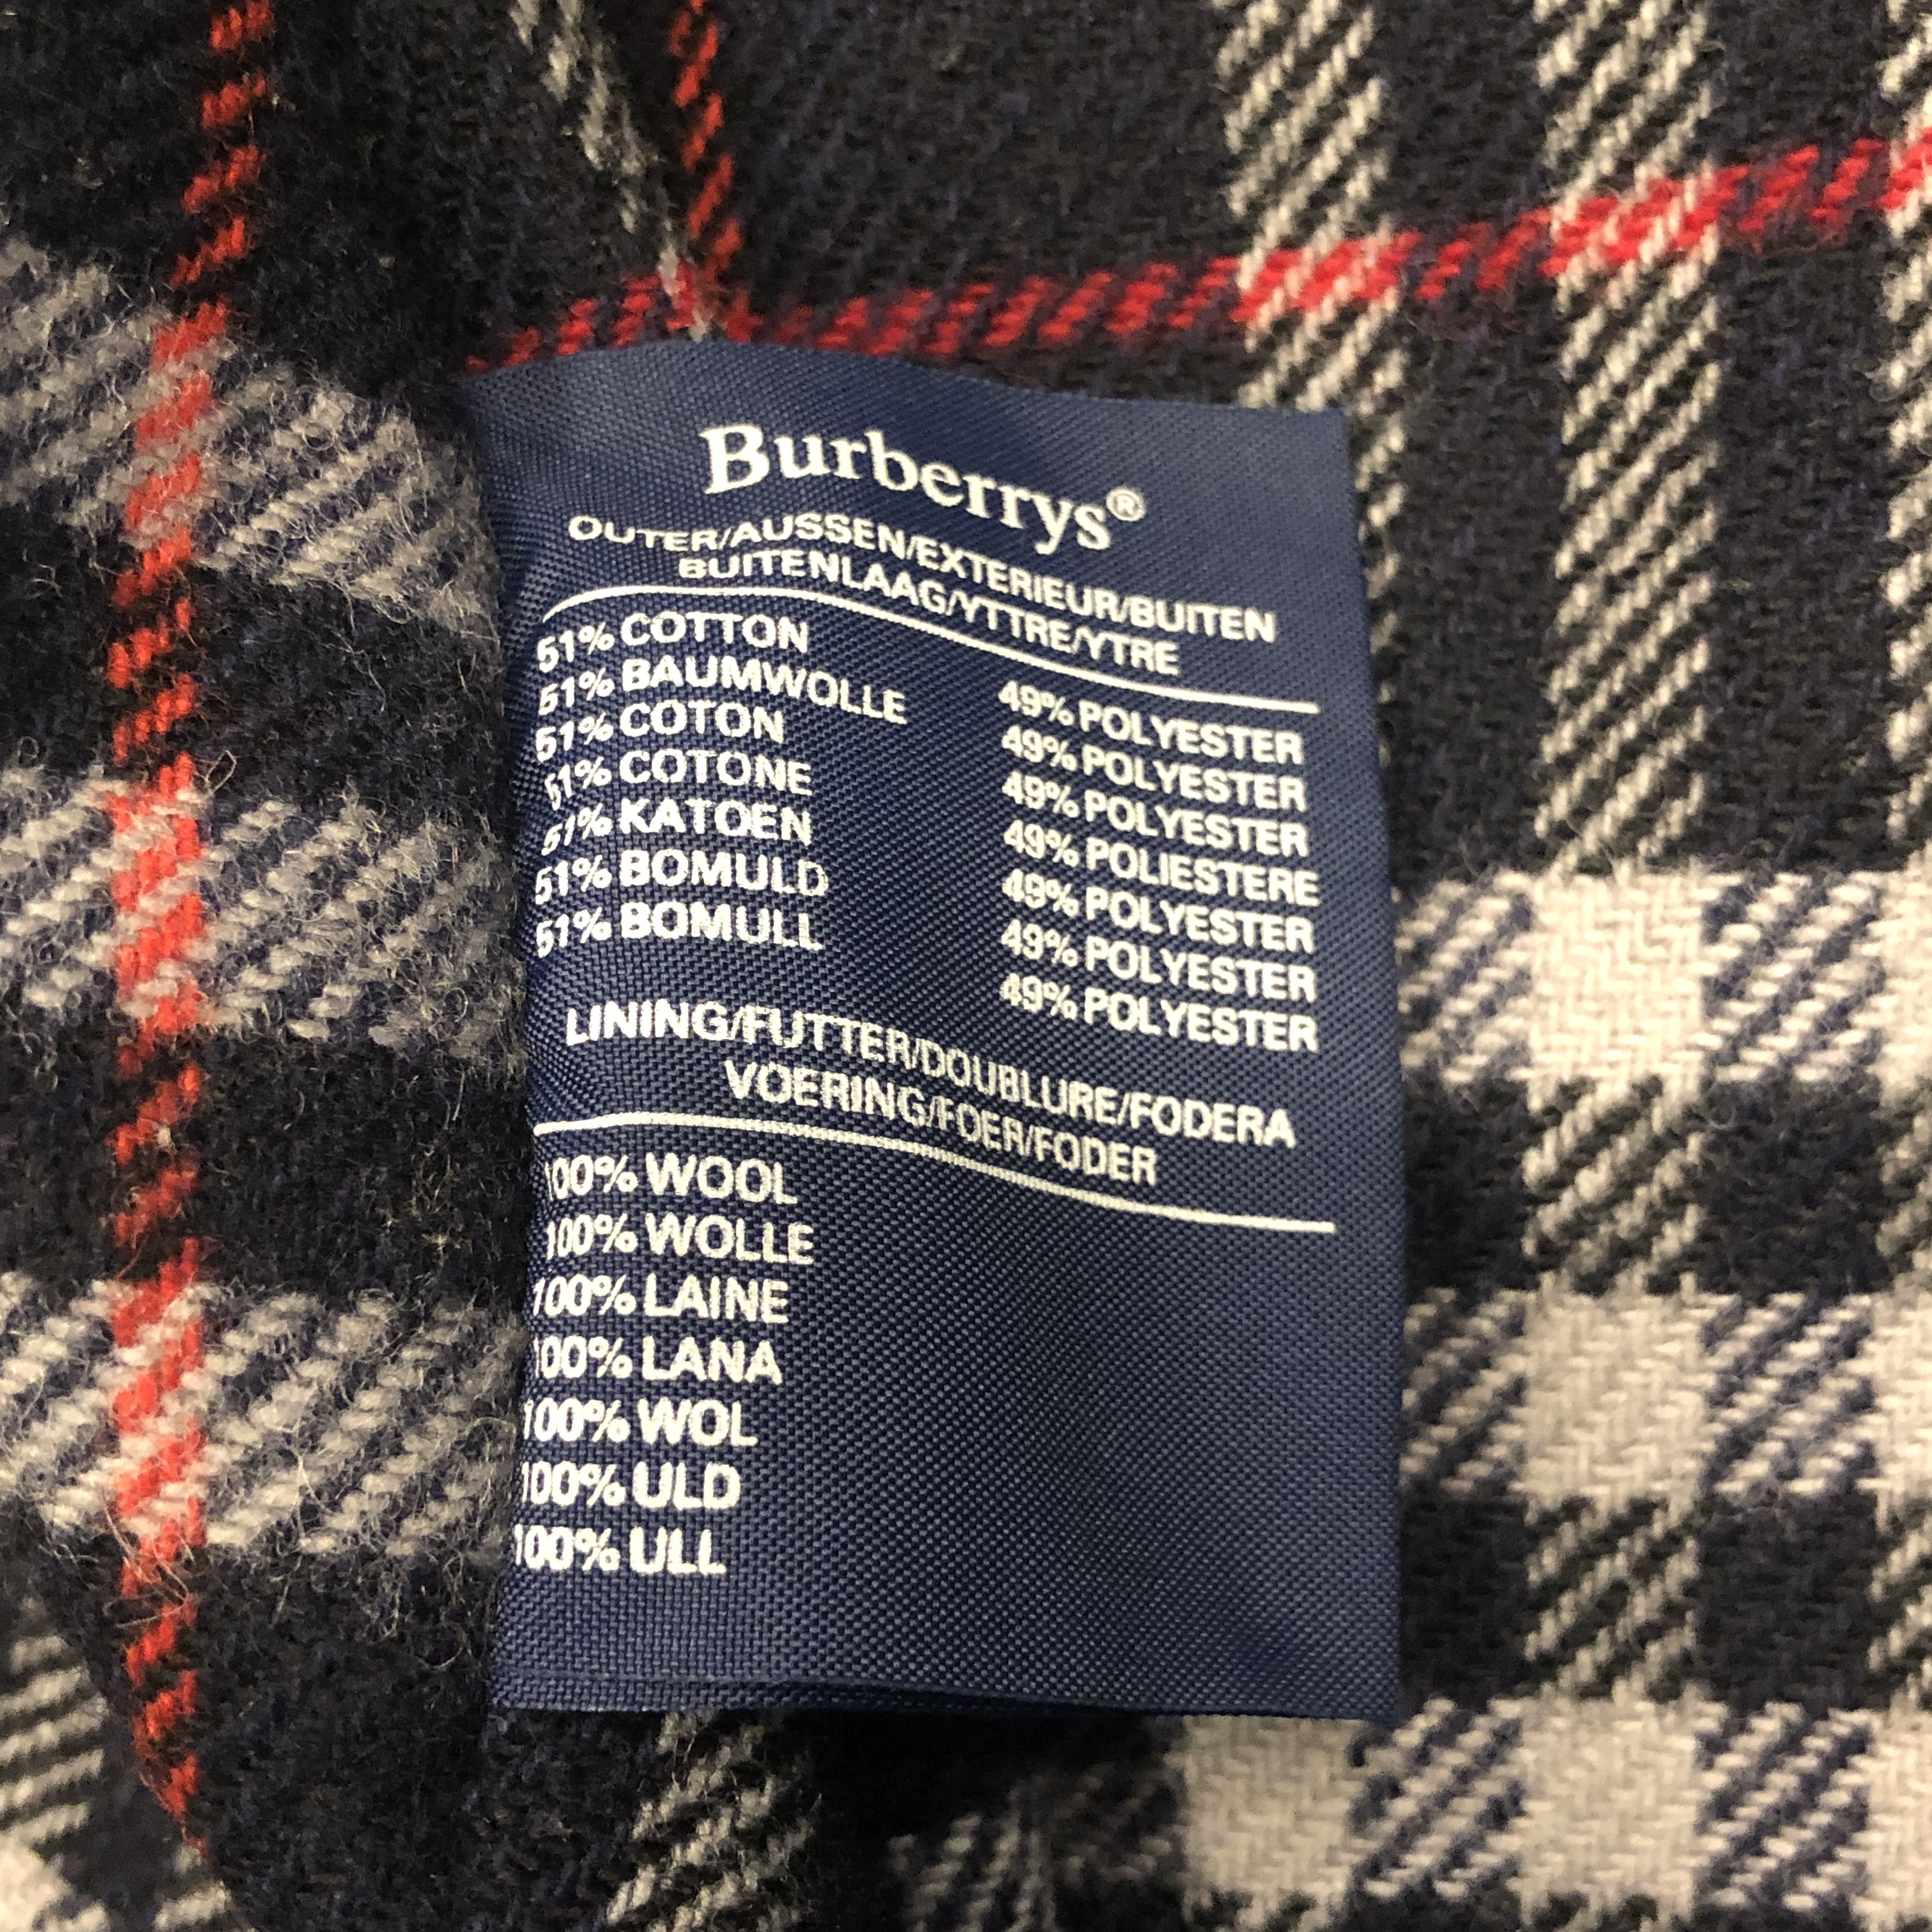 Burberrys®
OUTER/AUSSEN/EXTERIEUR/BUITEN
BUITENLAAG/YTTRE/YTRE
51% COTTON 49% POLYESTER
51% BAUMWOLLE 49% POLYESTER
51% COTON 49% POLYESTER
51% COTONE 49% POLIESTERE
51% KATOEN 49% POLYESTER
51% BOMULD 49% POLYESTER
51% BOMULL 49% POLYESTER
LINING/FUTTER/DOUBLURE/FODERA
VOERING/FOER/FODER
100% WOOL
100% WOLLE
100% LAINE
100% LANA
100% WOL
100% ULD
100% ULL